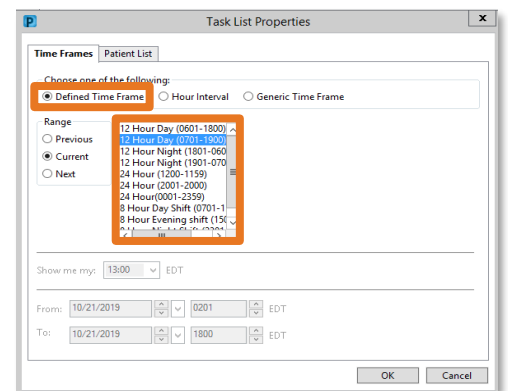 P Task List Properties x
Time Frames Patient List
Choose one of the following:
Defined Time Frame Hour Interval Generic Time Frame
Range
Previous
Current
Next
12 Hour Day (0601-1800)
12 Hour Day (0701-1900)
12 Hour Night (1801-060
12 Hour Night (1901-070
24 Hour (1200-1159)
24 Hour (2001-2000)
24 Hour(0001-2359)
8 Hour Day Shift (0701-1
8 Hour Evening shift (150
Show me my: 13:00 EDT
From: 10/21/2019 0201 EDT
To: 10/21/2019 1800 EDT
OK Cancel